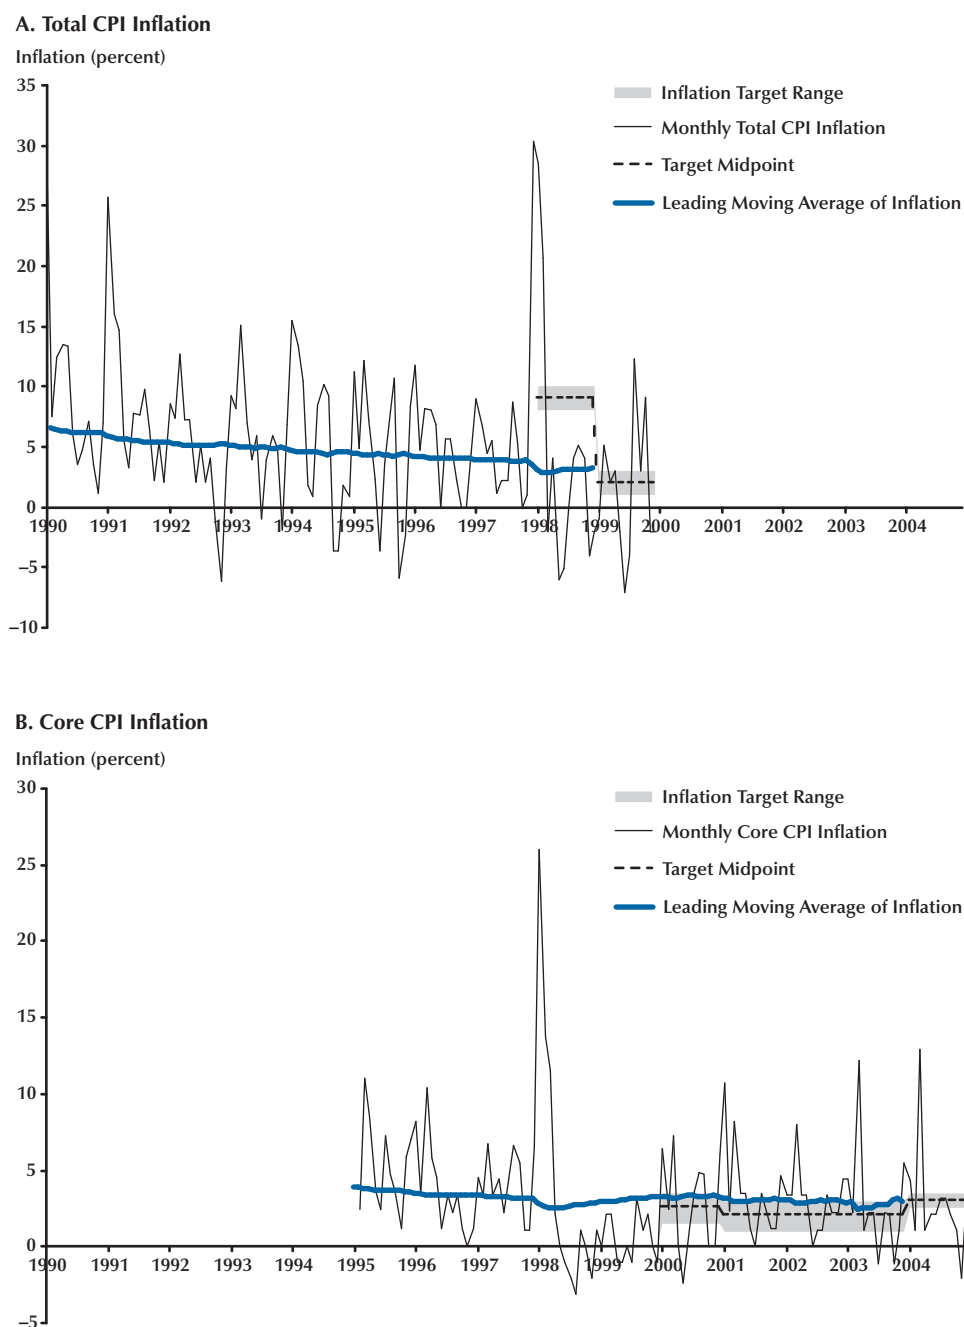 A. Total CPI Inflation
Inflation (percent)
35
30
25
20
15
10
5
0
–5
–10
Inflation Target Range
Monthly Total CPI Inflation
Target Midpoint
Leading Moving Average of Inflation
1990 1991 1992 1993 1994 1995 1996 1997 1998 1999 2000 2001 2002 2003 2004
B. Core CPI Inflation
Inflation (percent)
30
25
20
15
10
5
0
–5
Inflation Target Range
Monthly Core CPI Inflation
Target Midpoint
Leading Moving Average of Inflation
1990 1991 1992 1993 1994 1995 1996 1997 1998 1999 2000 2001 2002 2003 2004